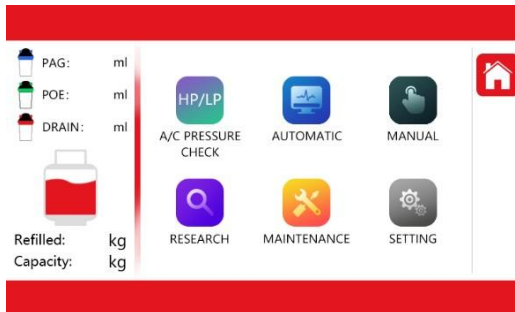 PAG: ml
POE: ml
DRAIN: ml
Refilled: kg
Capacity: kg
HP/LP
A/C PRESSURE
CHECK
AUTOMATIC
MANUAL
RESEARCH
MAINTENANCE
SETTING